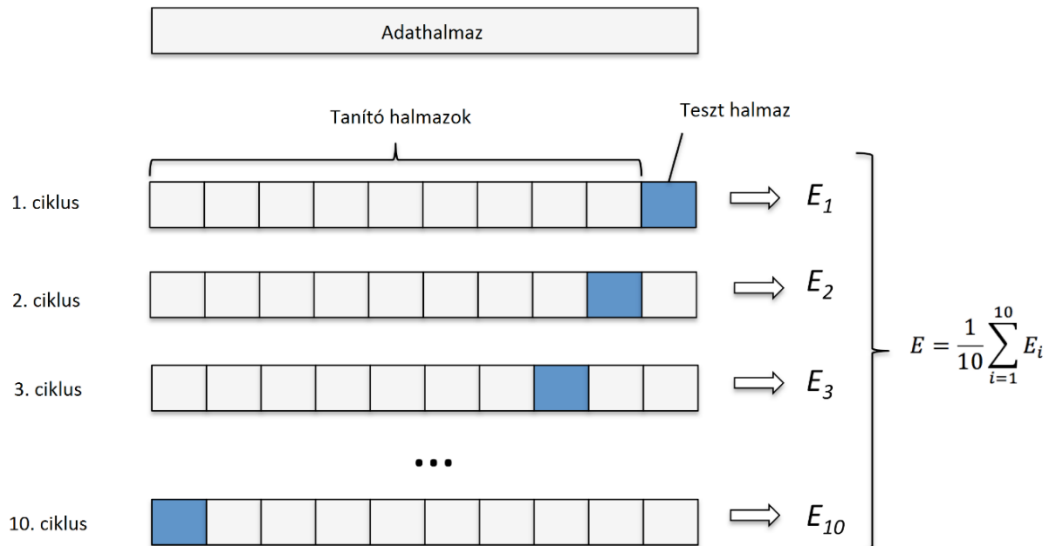 Adathalmaz
Tanító halmazok
Teszt halmaz
1. ciklus
E₁
2. ciklus
E₂
E = 1/10 ∑_{i=1}^{10} E_i
3. ciklus
E₃
...
10. ciklus
E₁₀